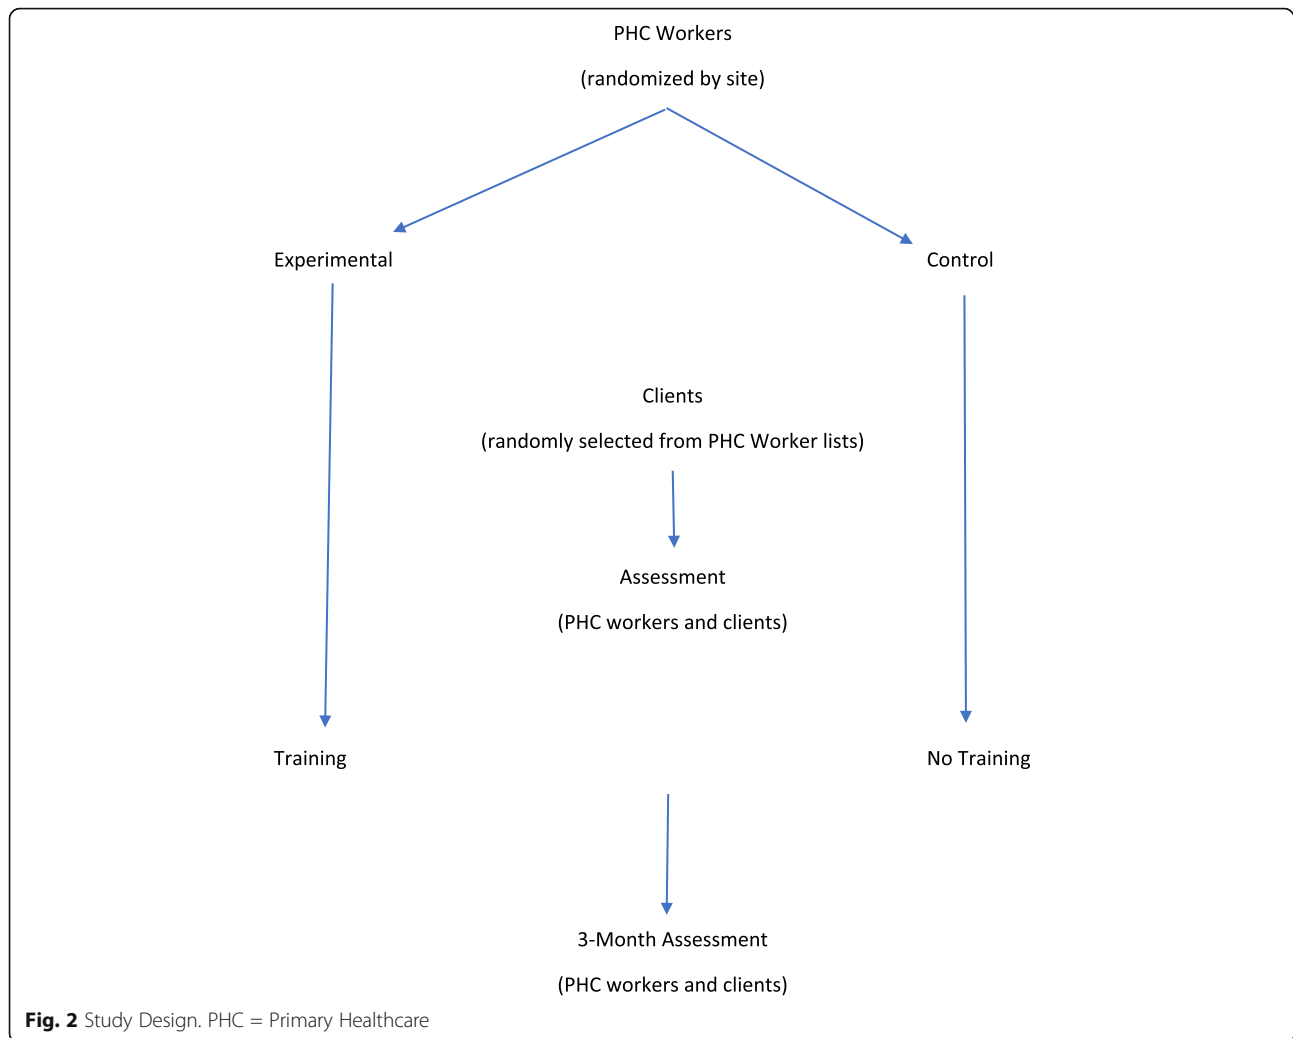 PHC Workers
(randomized by site)
Experimental
Control
Clients
(randomly selected from PHC Worker lists)
Assessment
(PHC workers and clients)
Training
No Training
3-Month Assessment
(PHC workers and clients)
Fig. 2 Study Design. PHC = Primary Healthcare